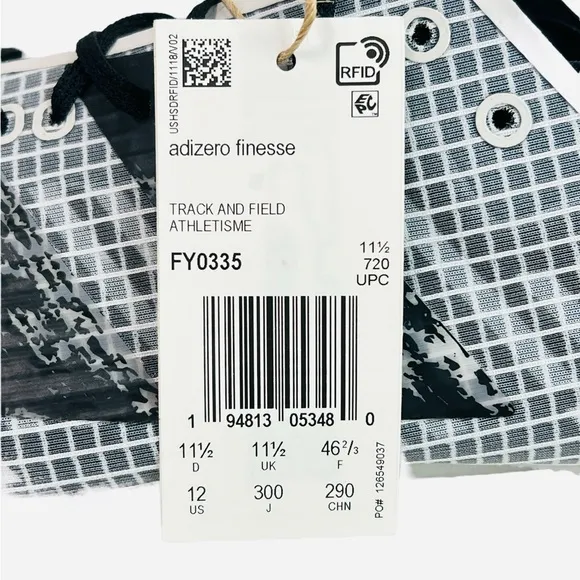 USHSDRFID/1118/V02
RFID
EPC
adizero finesse
TRACK AND FIELD
ATHLETISME
FY0335
11½
720
UPC
1 94813 05348 0
11½ 11½ 46⅔
D UK F
12 300 290
US J CHN
PO# 126549037